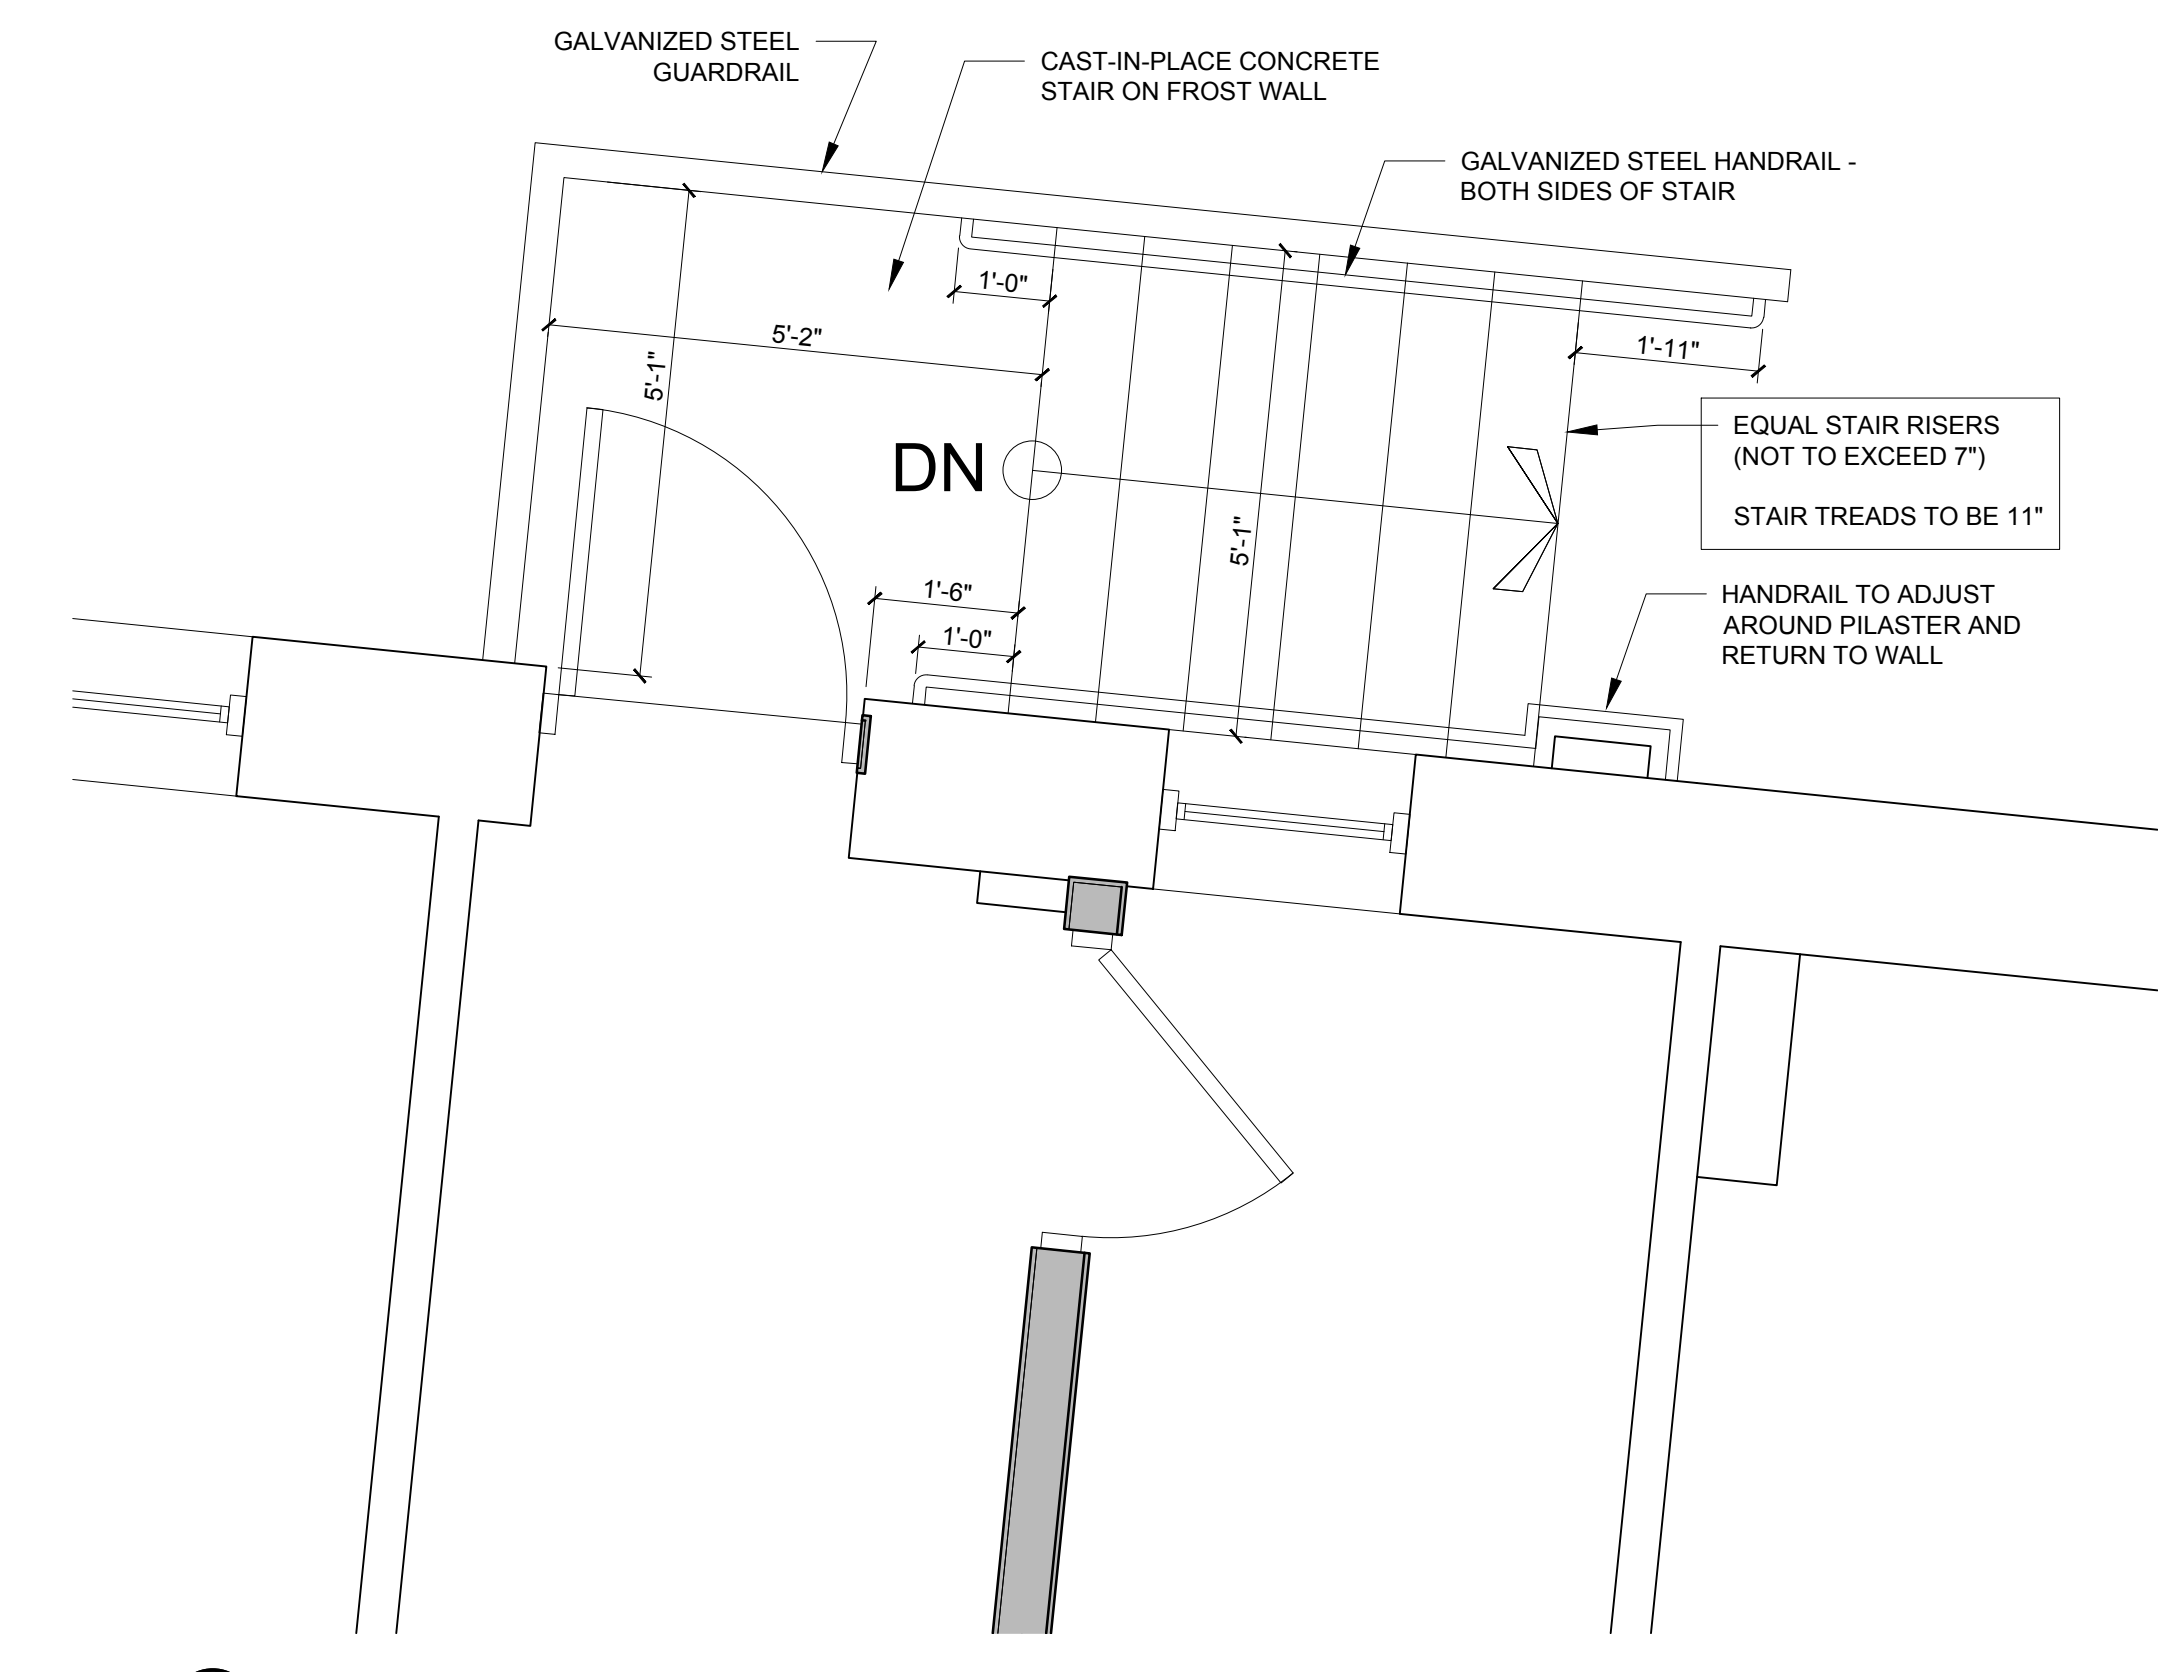 GALVANIZED STEEL
GUARDRAIL
CAST-IN-PLACE CONCRETE
STAIR ON FROST WALL
GALVANIZED STEEL HANDRAIL -
BOTH SIDES OF STAIR
1'-0"
5'-2"
1'-11"
5'-1"
EQUAL STAIR RISERS
(NOT TO EXCEED 7")
STAIR TREADS TO BE 11"
DN
5'-1"
1'-6"
1'-0"
HANDRAIL TO ADJUST
AROUND PILASTER AND
RETURN TO WALL